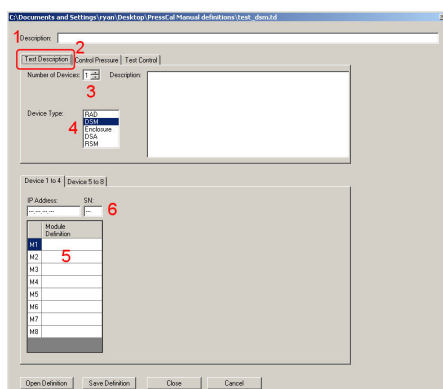 C:\Documents and Settings\ryan\Desktop\PressCal Manual definitions\test_dsm.td
1 Description:
2
Test Description Control Pressure Test Control
Number of Devices: 1 Description:
3
Device Type: RAD
4 DSM
Enclosure
DSA
RSM
Device 1 to 4 Device 5 to 8
IP Address: SN:
---.---.---.--- --- 6
Module
Definition
M1
M2 5
M3
M4
M5
M6
M7
M8
Open Definition Save Definition Close Cancel